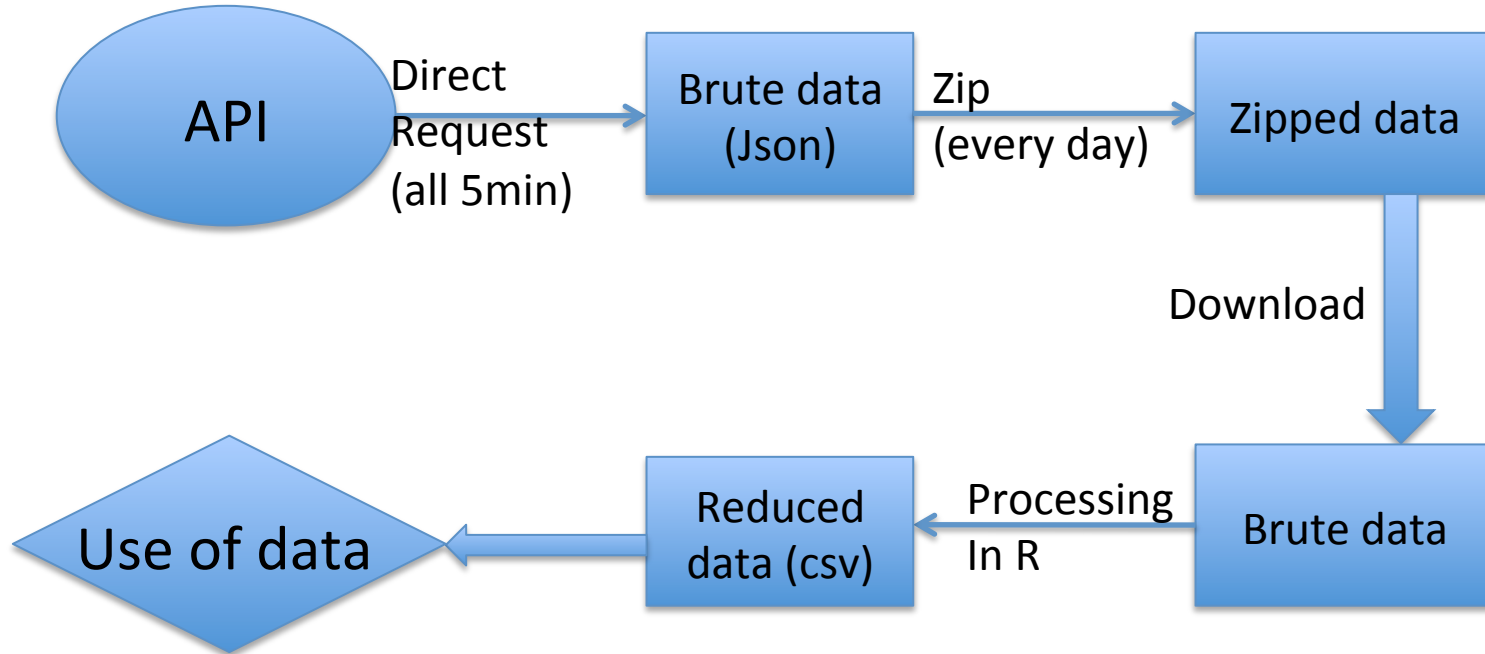 API
Direct
Request
(all 5min)
Brute data
(Json)
Zip
(every day)
Zipped data
Download
Use of data
Reduced
data (csv)
Processing
In R
Brute data